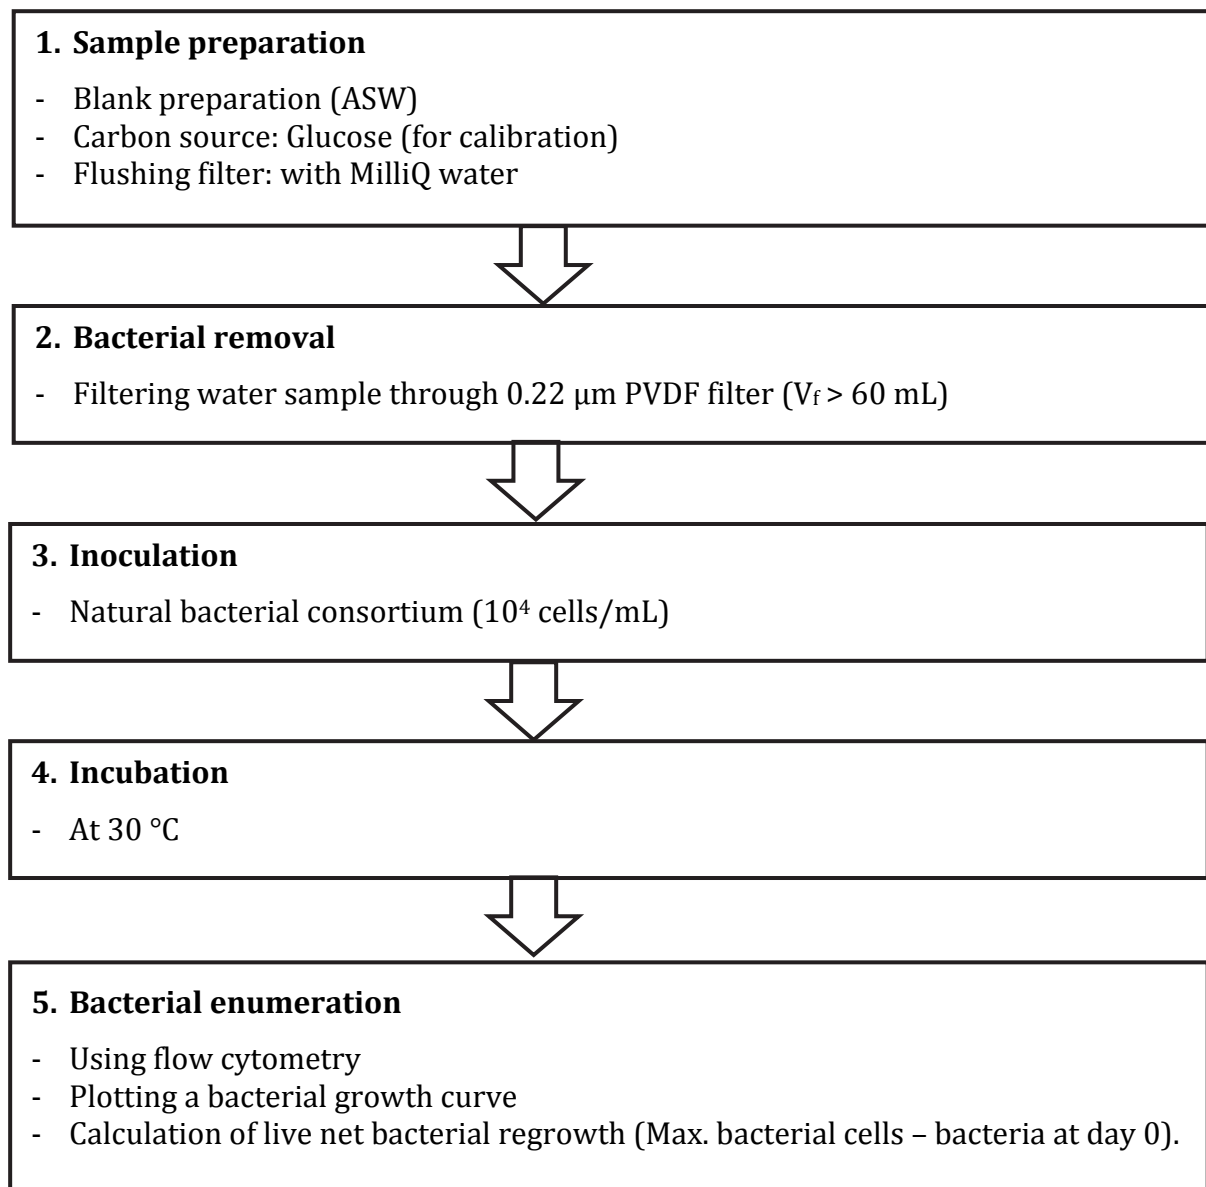 1. Sample preparation
- Blank preparation (ASW)
- Carbon source: Glucose (for calibration)
- Flushing filter: with MilliQ water
2. Bacterial removal
- Filtering water sample through 0.22 µm PVDF filter (Vf > 60 mL)
3. Inoculation
- Natural bacterial consortium (10⁴ cells/mL)
4. Incubation
- At 30 °C
5. Bacterial enumeration
- Using flow cytometry
- Plotting a bacterial growth curve
- Calculation of live net bacterial regrowth (Max. bacterial cells – bacteria at day 0).